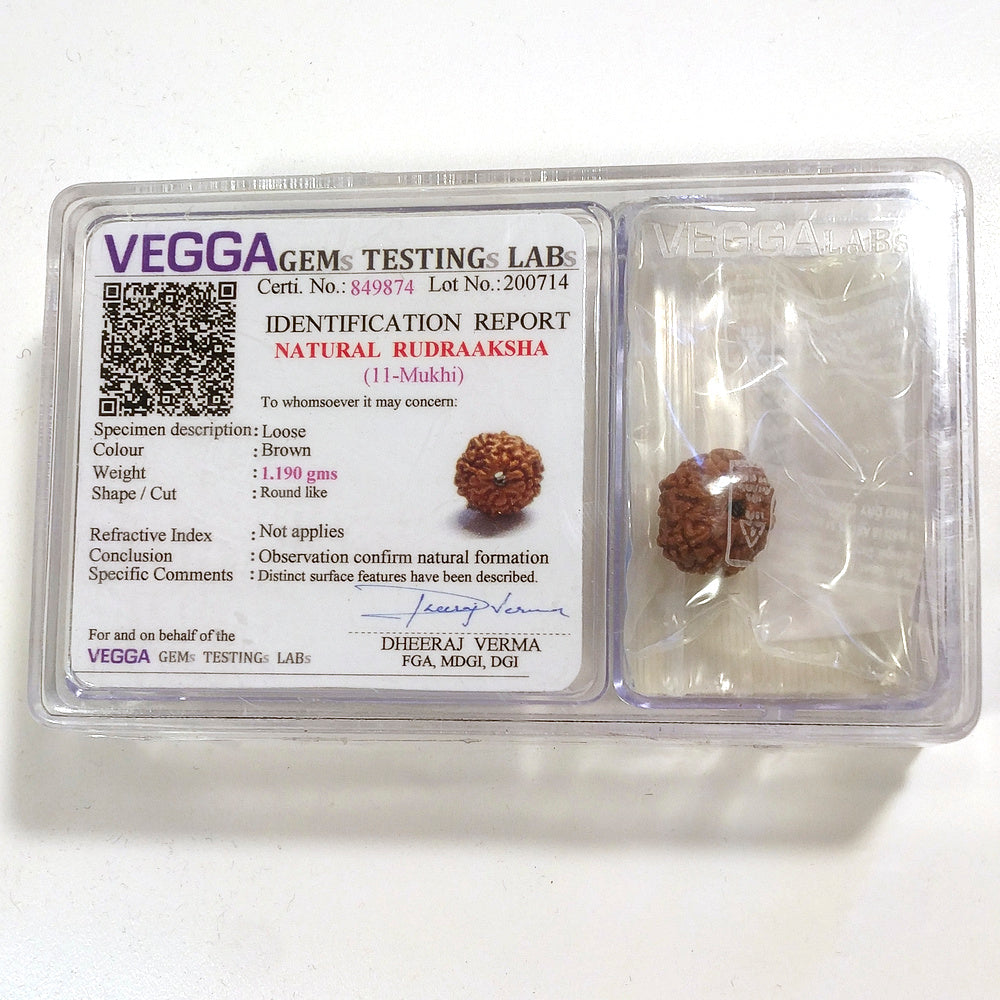 VEGGA GEMs TESTINGs LABs
Certi. No.: 849874 Lot No.:200714
IDENTIFICATION REPORT
NATURAL RUDRAAKSHA
(11-Mukhi)
To whomsoever it may concern:
Specimen description: Loose
Colour : Brown
Weight : 1.190 gms
Shape / Cut : Round like
Refractive Index : Not applies
Conclusion : Observation confirm natural formation
Specific Comments : Distinct surface features have been described.
Dheeraj Verma
DHEERAJ VERMA
FGA, MDGI, DGI
For and on behalf of the
VEGGA GEMs TESTINGs LABs
VEGGA LABs